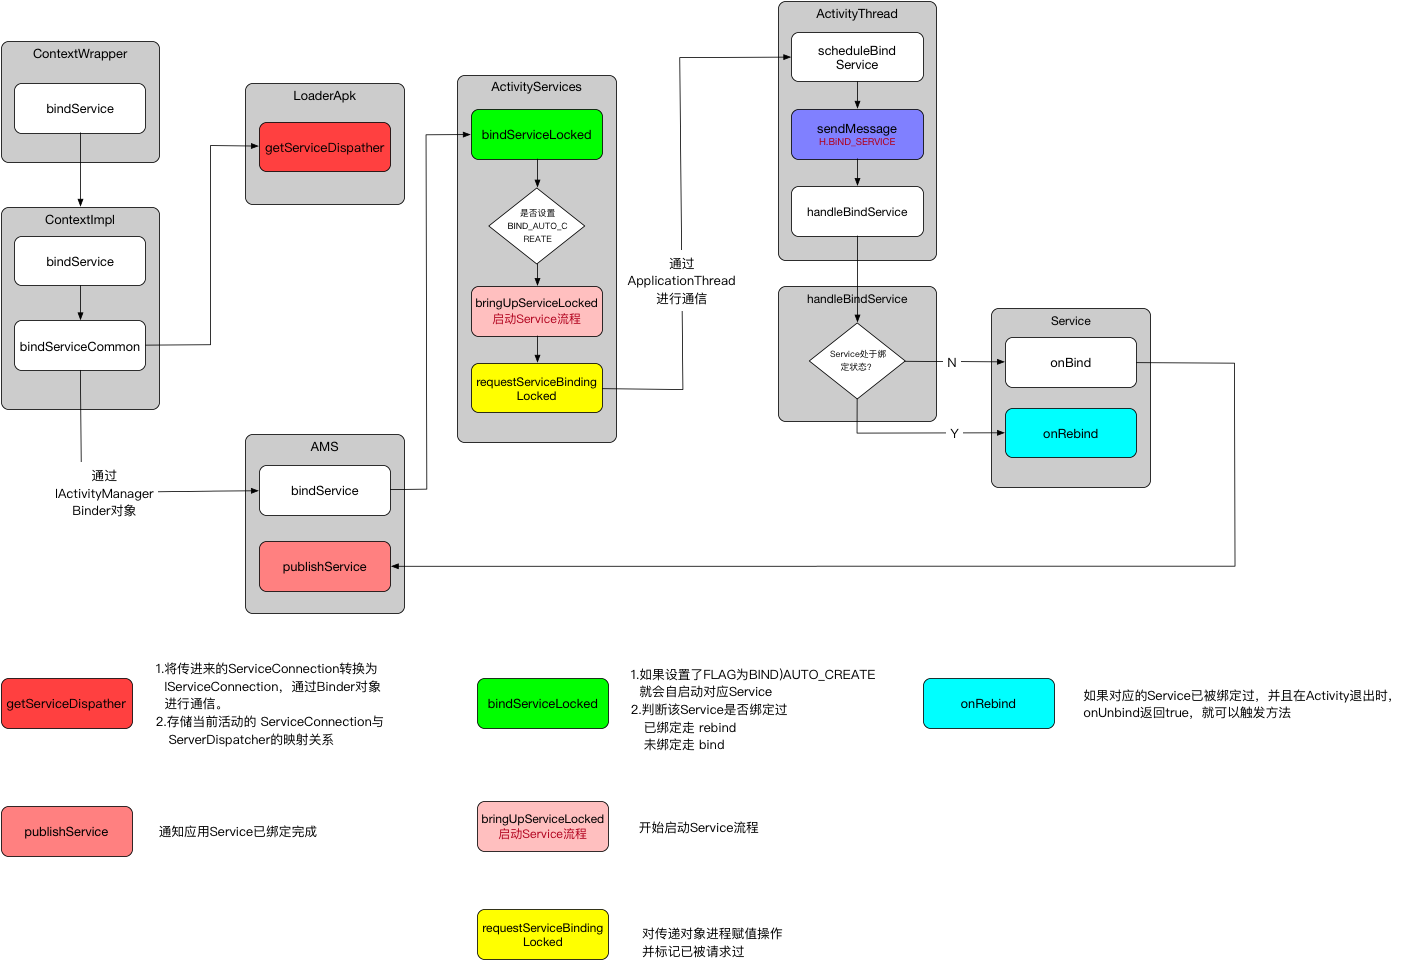 ContextWrapper
bindService
ContextImpl
bindService
bindServiceCommon
通过
IActivityManager
Binder对象
LoaderApk
getServiceDispather
AMS
bindService
publishService
ActivityServices
bindServiceLocked
是否设置
BIND_AUTO_C
REATE
bringUpServiceLocked
启动Service流程
requestServiceBinding
Locked
通过
ApplicationThread
进行通信
ActivityThread
scheduleBind
Service
sendMessage
H.BiND_SERVICE
handleBindService
handleBindService
Service处于绑
定状态?
N
Y
Service
onBind
onRebind
getServiceDispather
1.将传进来的ServiceConnection转换为
IServiceConnection，通过Binder对象
进行通信。
2.存储当前活动的 ServiceConnection与
ServerDispatcher的映射关系
bindServiceLocked
1.如果设置了FLAG为BIND)AUTO_CREATE
就会自启动对应Service
2.判断该Service是否绑定过
已绑定走 rebind
未绑定走 bind
onRebind
如果对应的Service已被绑定过，并且在Activity退出时，
onUnbind返回true，就可以触发方法
publishService
通知应用Service已绑定完成
bringUpServiceLocked
启动Service流程
开始启动Service流程
requestServiceBinding
Locked
对传递对象进程赋值操作
并标记已被请求过